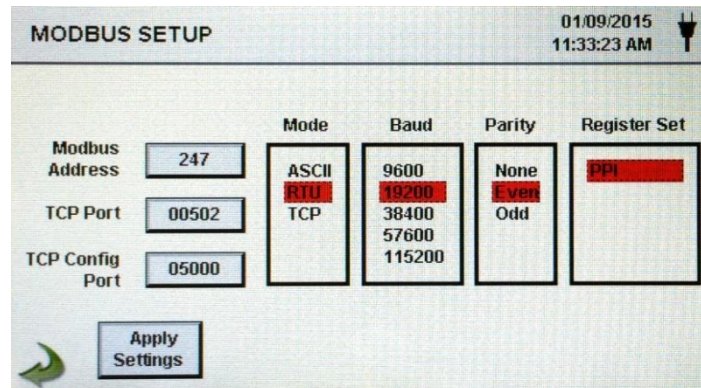 MODBUS SETUP
01/09/2015
11:33:23 AM
Modbus
Address
247
TCP Port
00502
TCP Config
Port
05000
Mode
ASCII
RTU
TCP
Baud
9600
19200
38400
57600
115200
Parity
None
Even
Odd
Register Set
PPI
Apply
Settings